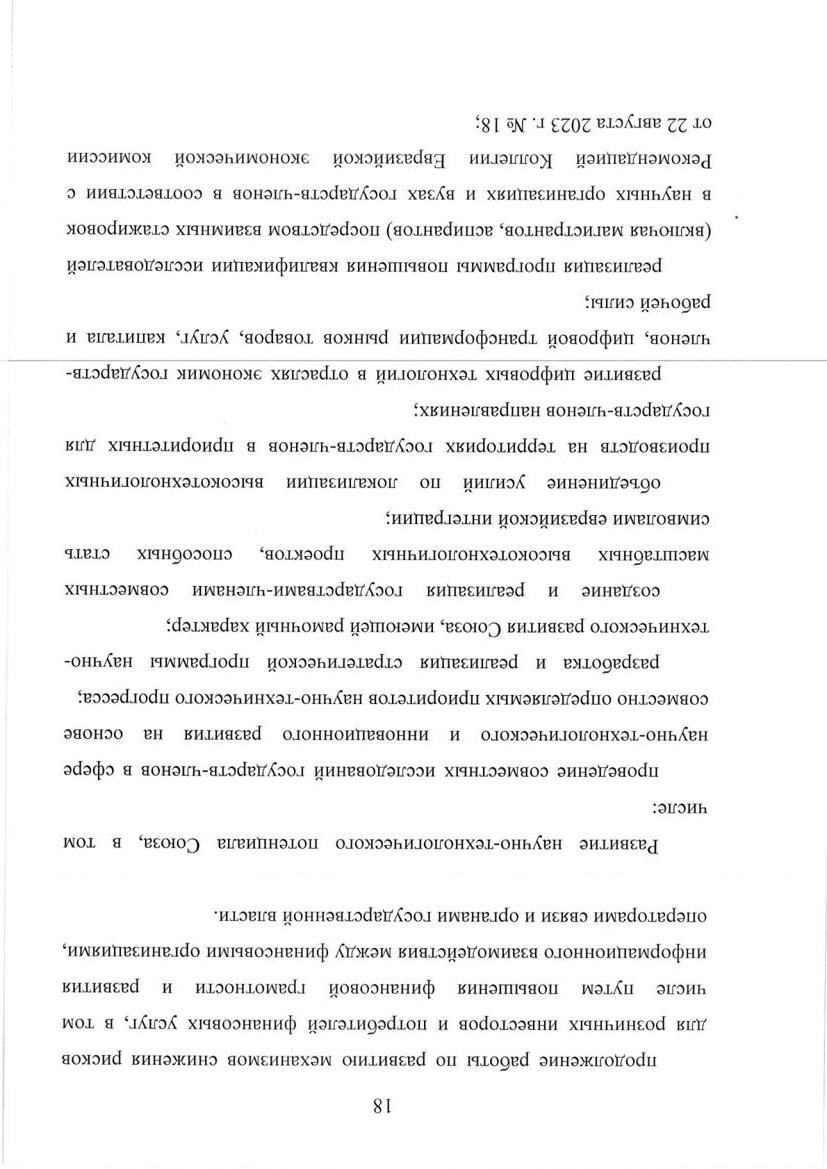 18
продолжение работы по развитию механизмов снижения рисков
для розничных инвесторов и потребителей финансовых услуг, в том
числе путем повышения финансовой грамотности и развития
информационного взаимодействия между финансовыми организациями,
операторами связи и органами государственной власти.
Развитие научно-технологического потенциала Союза, в том
числе:
проведение совместных исследований государств-членов в сфере
научно-технологического и инновационного развития на основе
совместно определяемых приоритетов научно-технического прогресса;
разработка и реализация стратегической программы научно-
технического развития Союза, имеющей рамочный характер;
создание и реализация государствами-членами совместных
масштабных высокотехнологичных проектов, способных стать
символами евразийской интеграции;
объединение усилий по локализации высокотехнологичных
производств на территориях государств-членов в приоритетных для
государств-членов направлениях;
развитие цифровых технологий в отраслях экономик государств-
членов, цифровой трансформации рынков товаров, услуг, капитала и
рабочей силы;
реализация программы повышения квалификации исследователей
(включая магистрантов, аспирантов) посредством взаимных стажировок
в научных организациях и вузах государств-членов в соответствии с
Рекомендацией Коллегии Евразийской экономической комиссии
от 22 августа 2023 г. № 18;